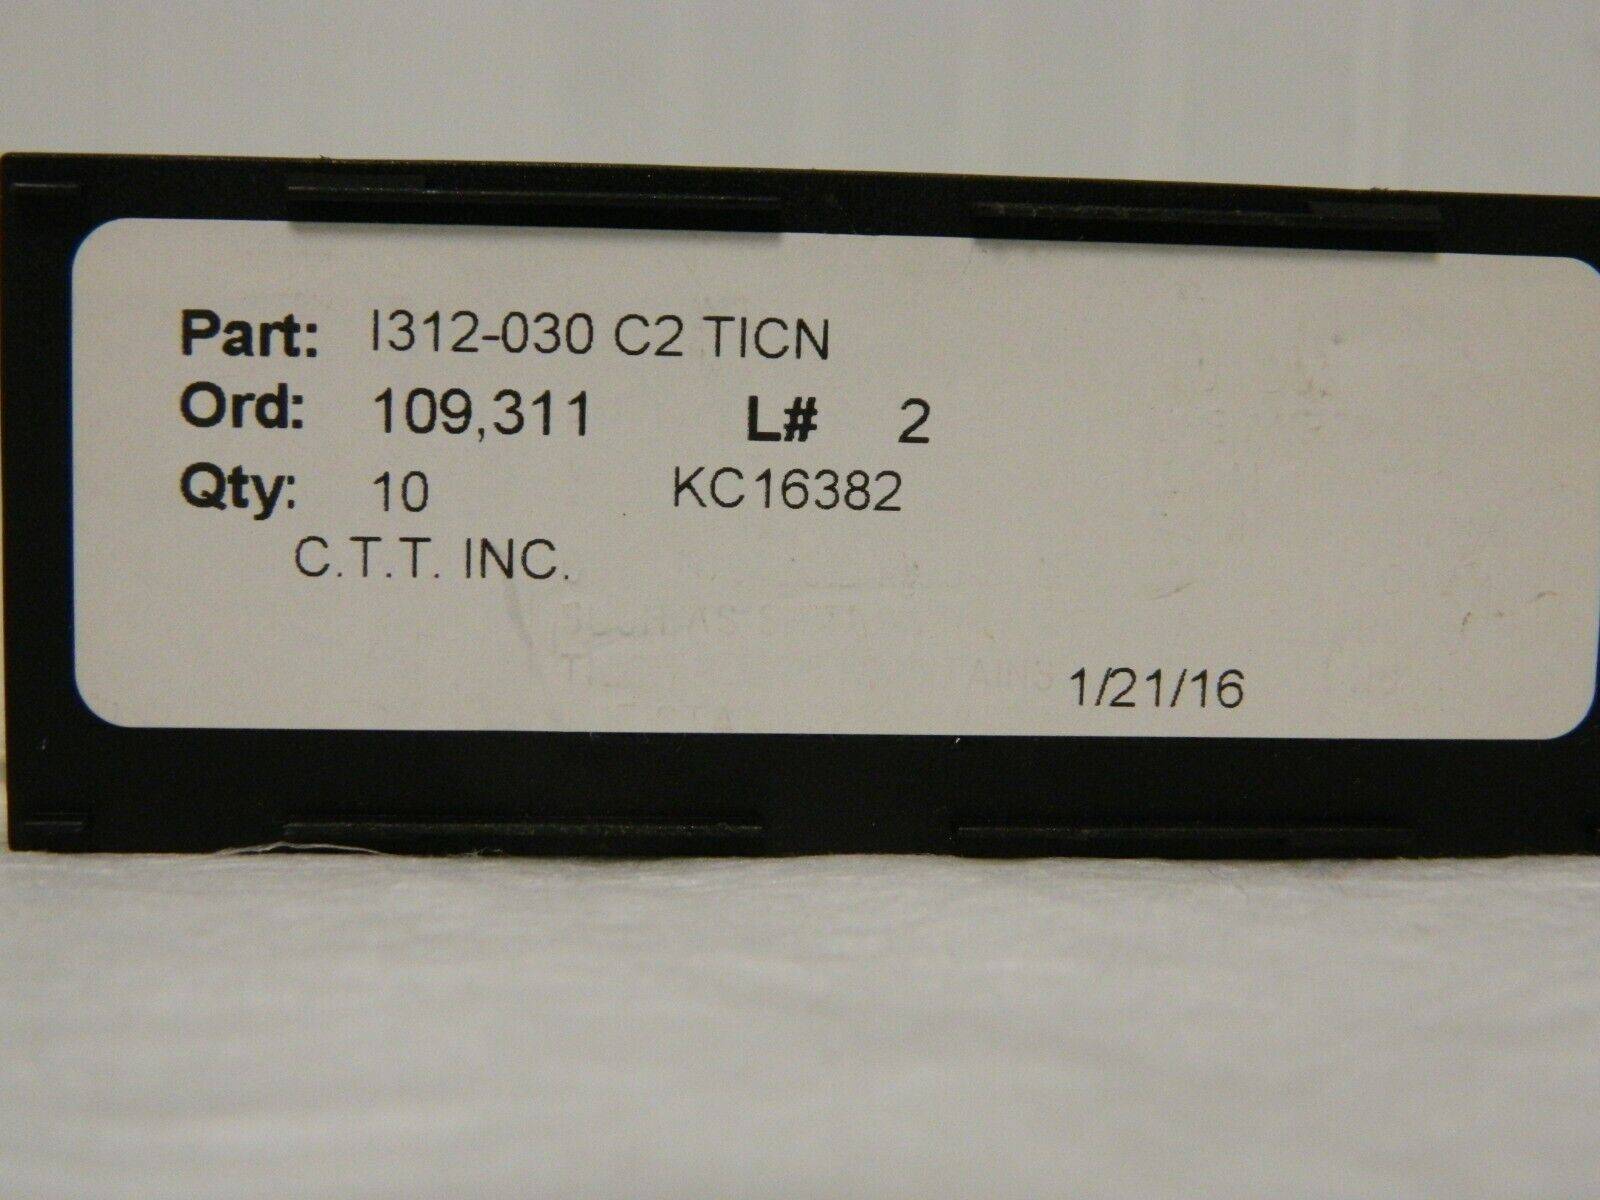 Part: I312-030 C2 TICN
Ord: 109,311 L# 2
Qty: 10 KC16382
C.T.T. INC.
1/21/16